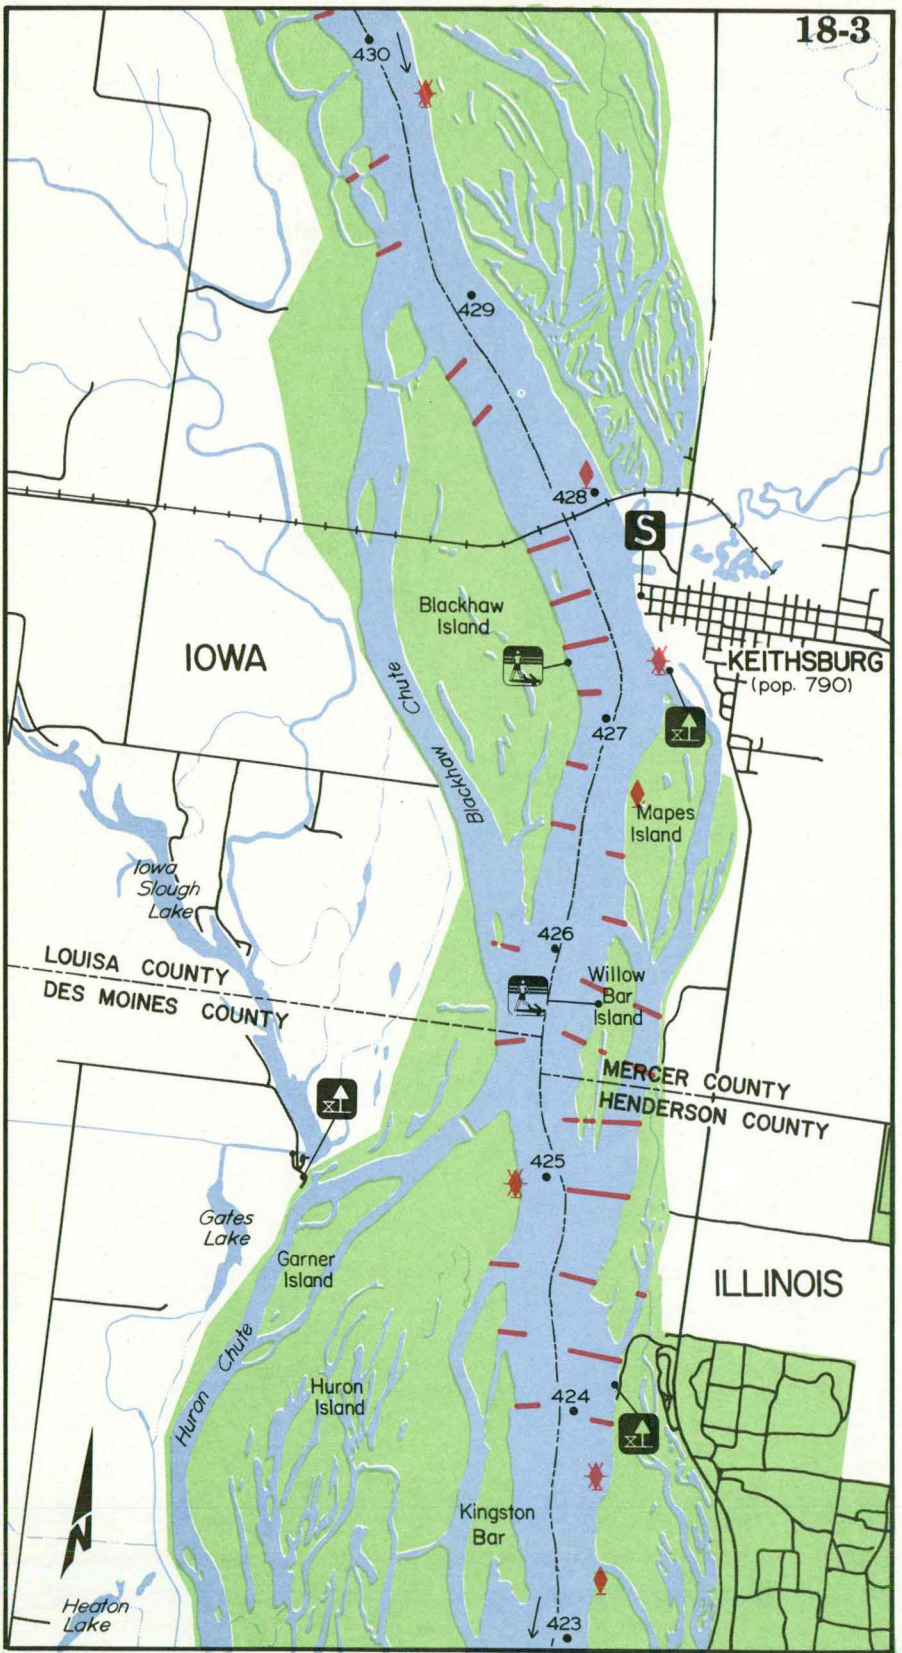 18-3
430
429
428
S
Blackhaw
Island
IOWA
KEITHSBURG
(pop. 790)
Blackhaw Chute
427
Mapes
Island
Iowa
Slough
Lake
426
LOUISA COUNTY
DES MOINES COUNTY
Willow
Bar
Island
MERCER COUNTY
HENDERSON COUNTY
425
Gates
Lake
Garner
Island
ILLINOIS
Huron Chute
Huron
Island
424
Kingston
Bar
N
Heaton
Lake
423